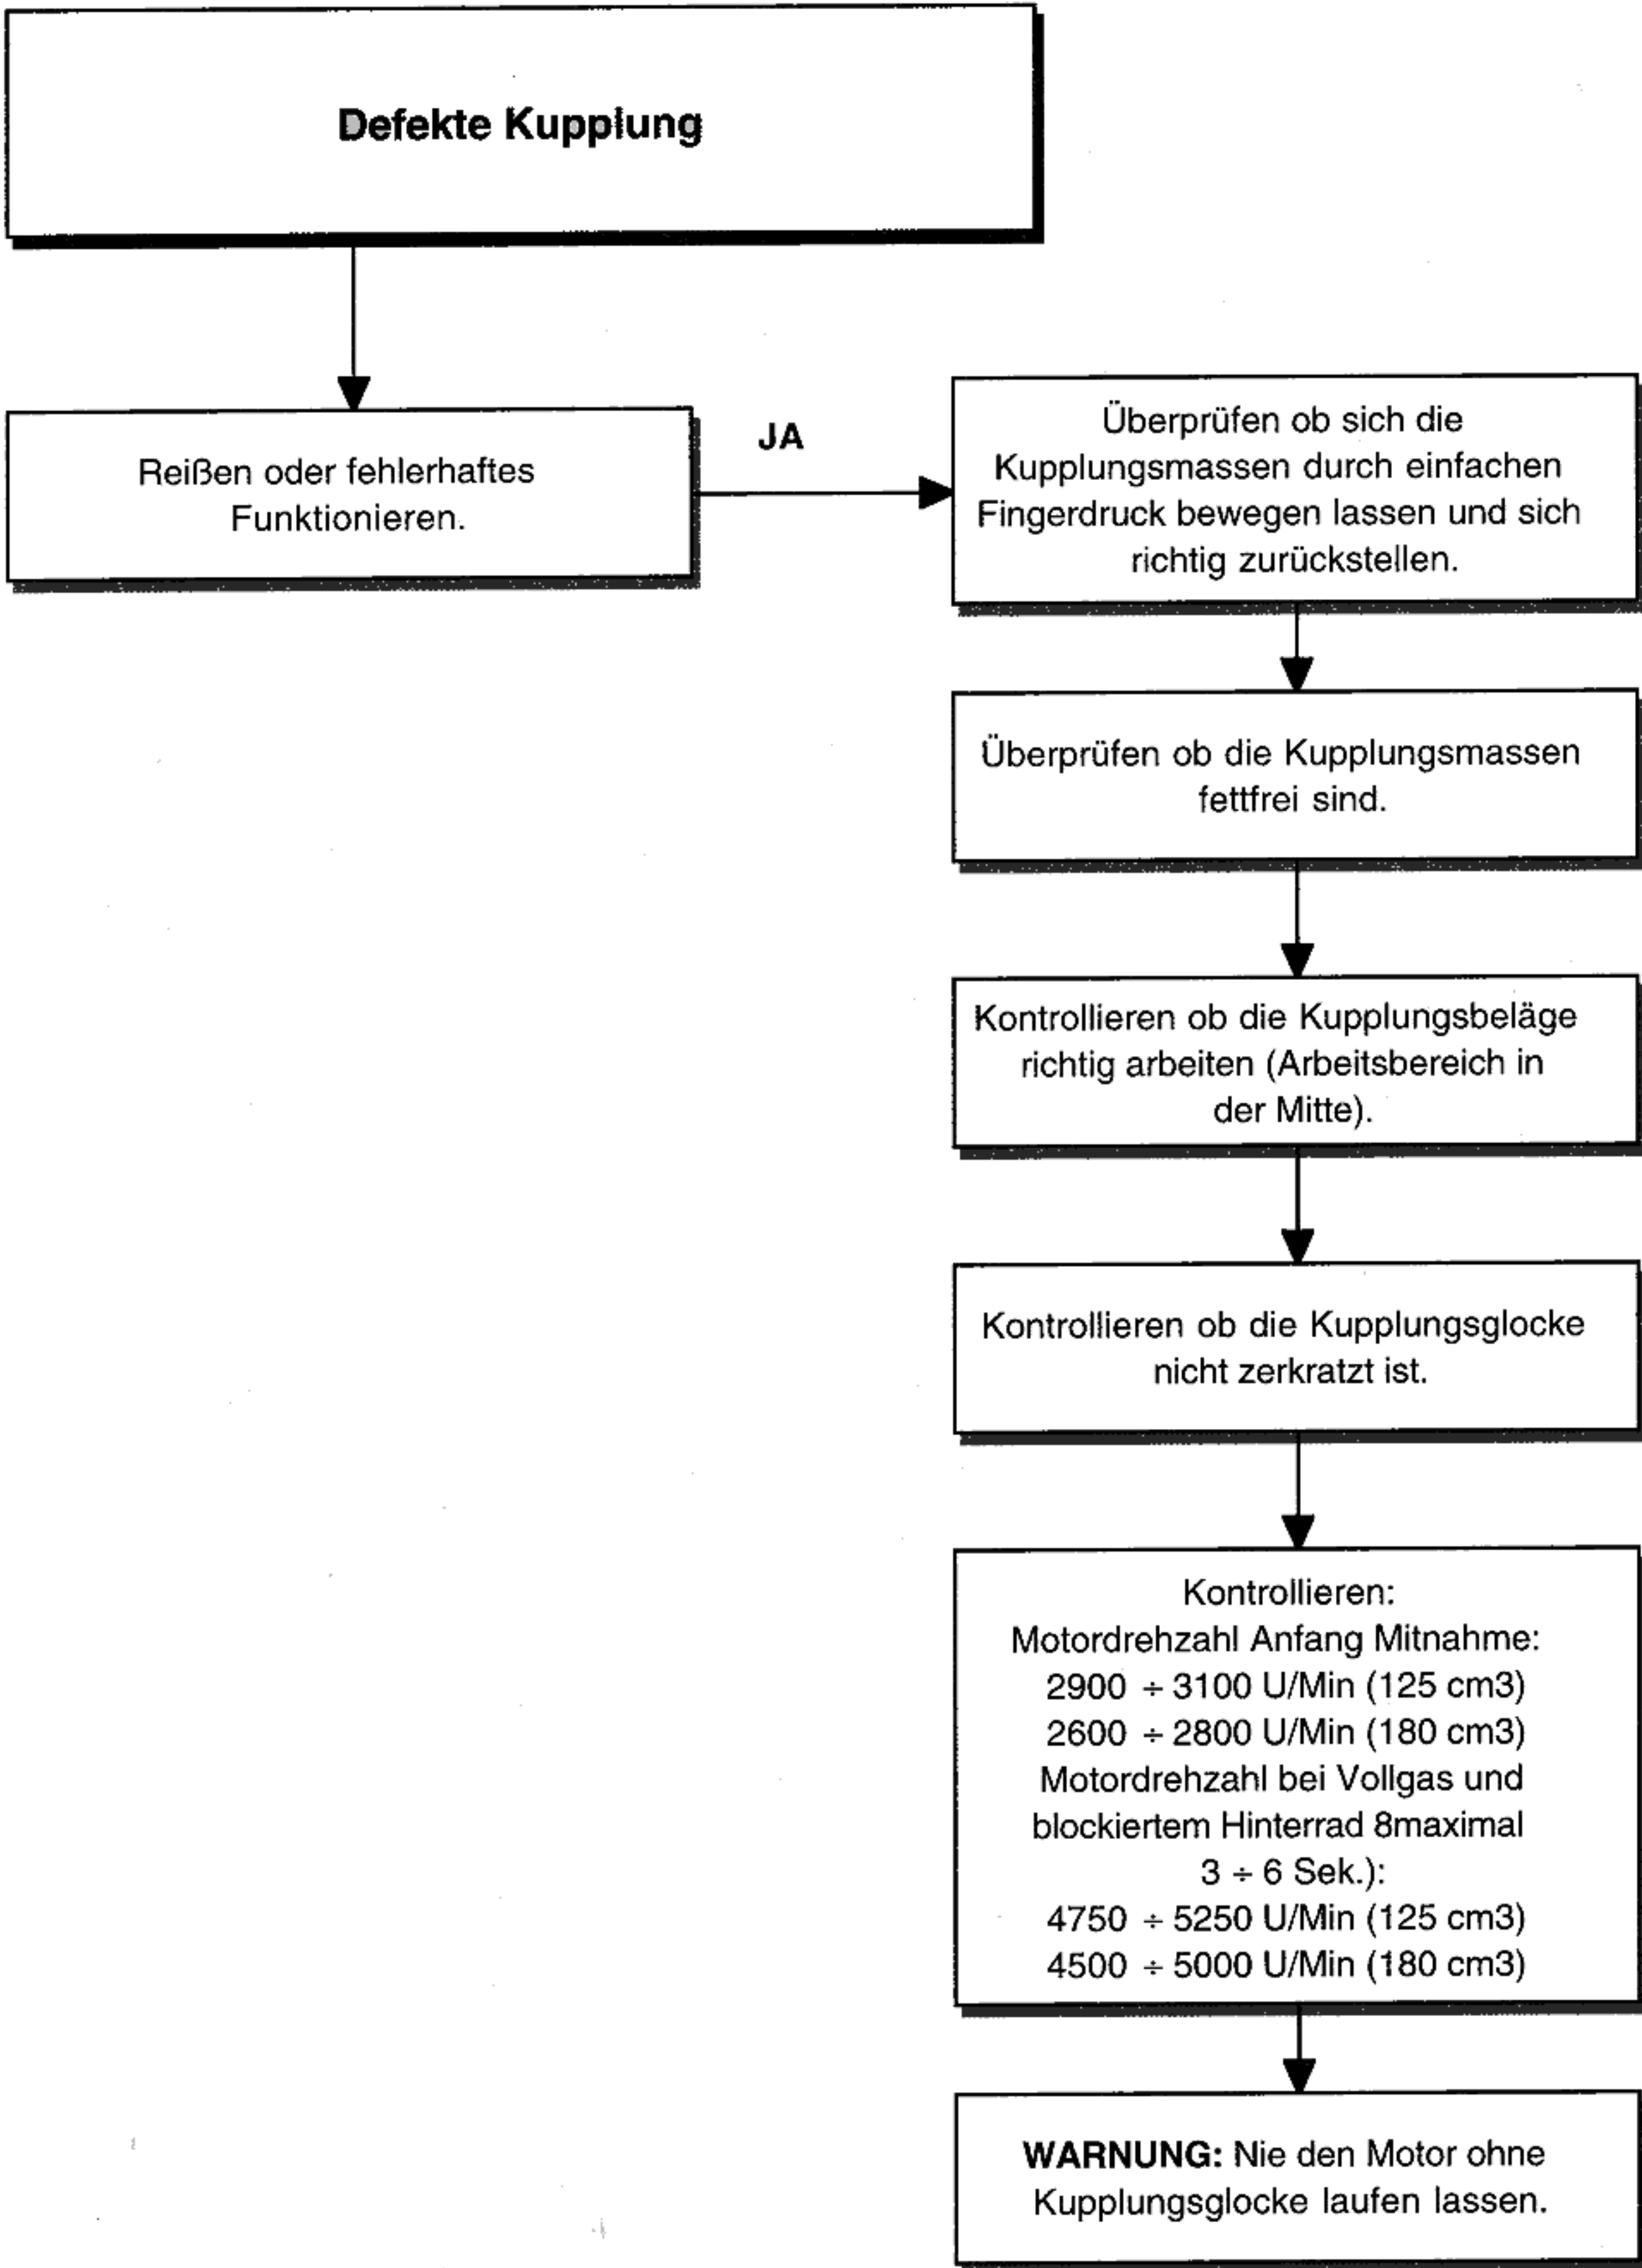 Defekte Kupplung
Reißen oder fehlerhaftes
Funktionieren.
JA
Überprüfen ob sich die
Kupplungsmassen durch einfachen
Fingerdruck bewegen lassen und sich
richtig zurückstellen.
Überprüfen ob die Kupplungsmassen
fettfrei sind.
Kontrollieren ob die Kupplungsbeläge
richtig arbeiten (Arbeitsbereich in
der Mitte).
Kontrollieren ob die Kupplungsglocke
nicht zerkratzt ist.
Kontrollieren:
Motordrehzahl Anfang Mitnahme:
2900 ÷ 3100 U/Min (125 cm3)
2600 ÷ 2800 U/Min (180 cm3)
Motordrehzahl bei Vollgas und
blockiertem Hinterrad 8maximal
3 ÷ 6 Sek.):
4750 ÷ 5250 U/Min (125 cm3)
4500 ÷ 5000 U/Min (180 cm3)
WARNUNG: Nie den Motor ohne
Kupplungsglocke laufen lassen.